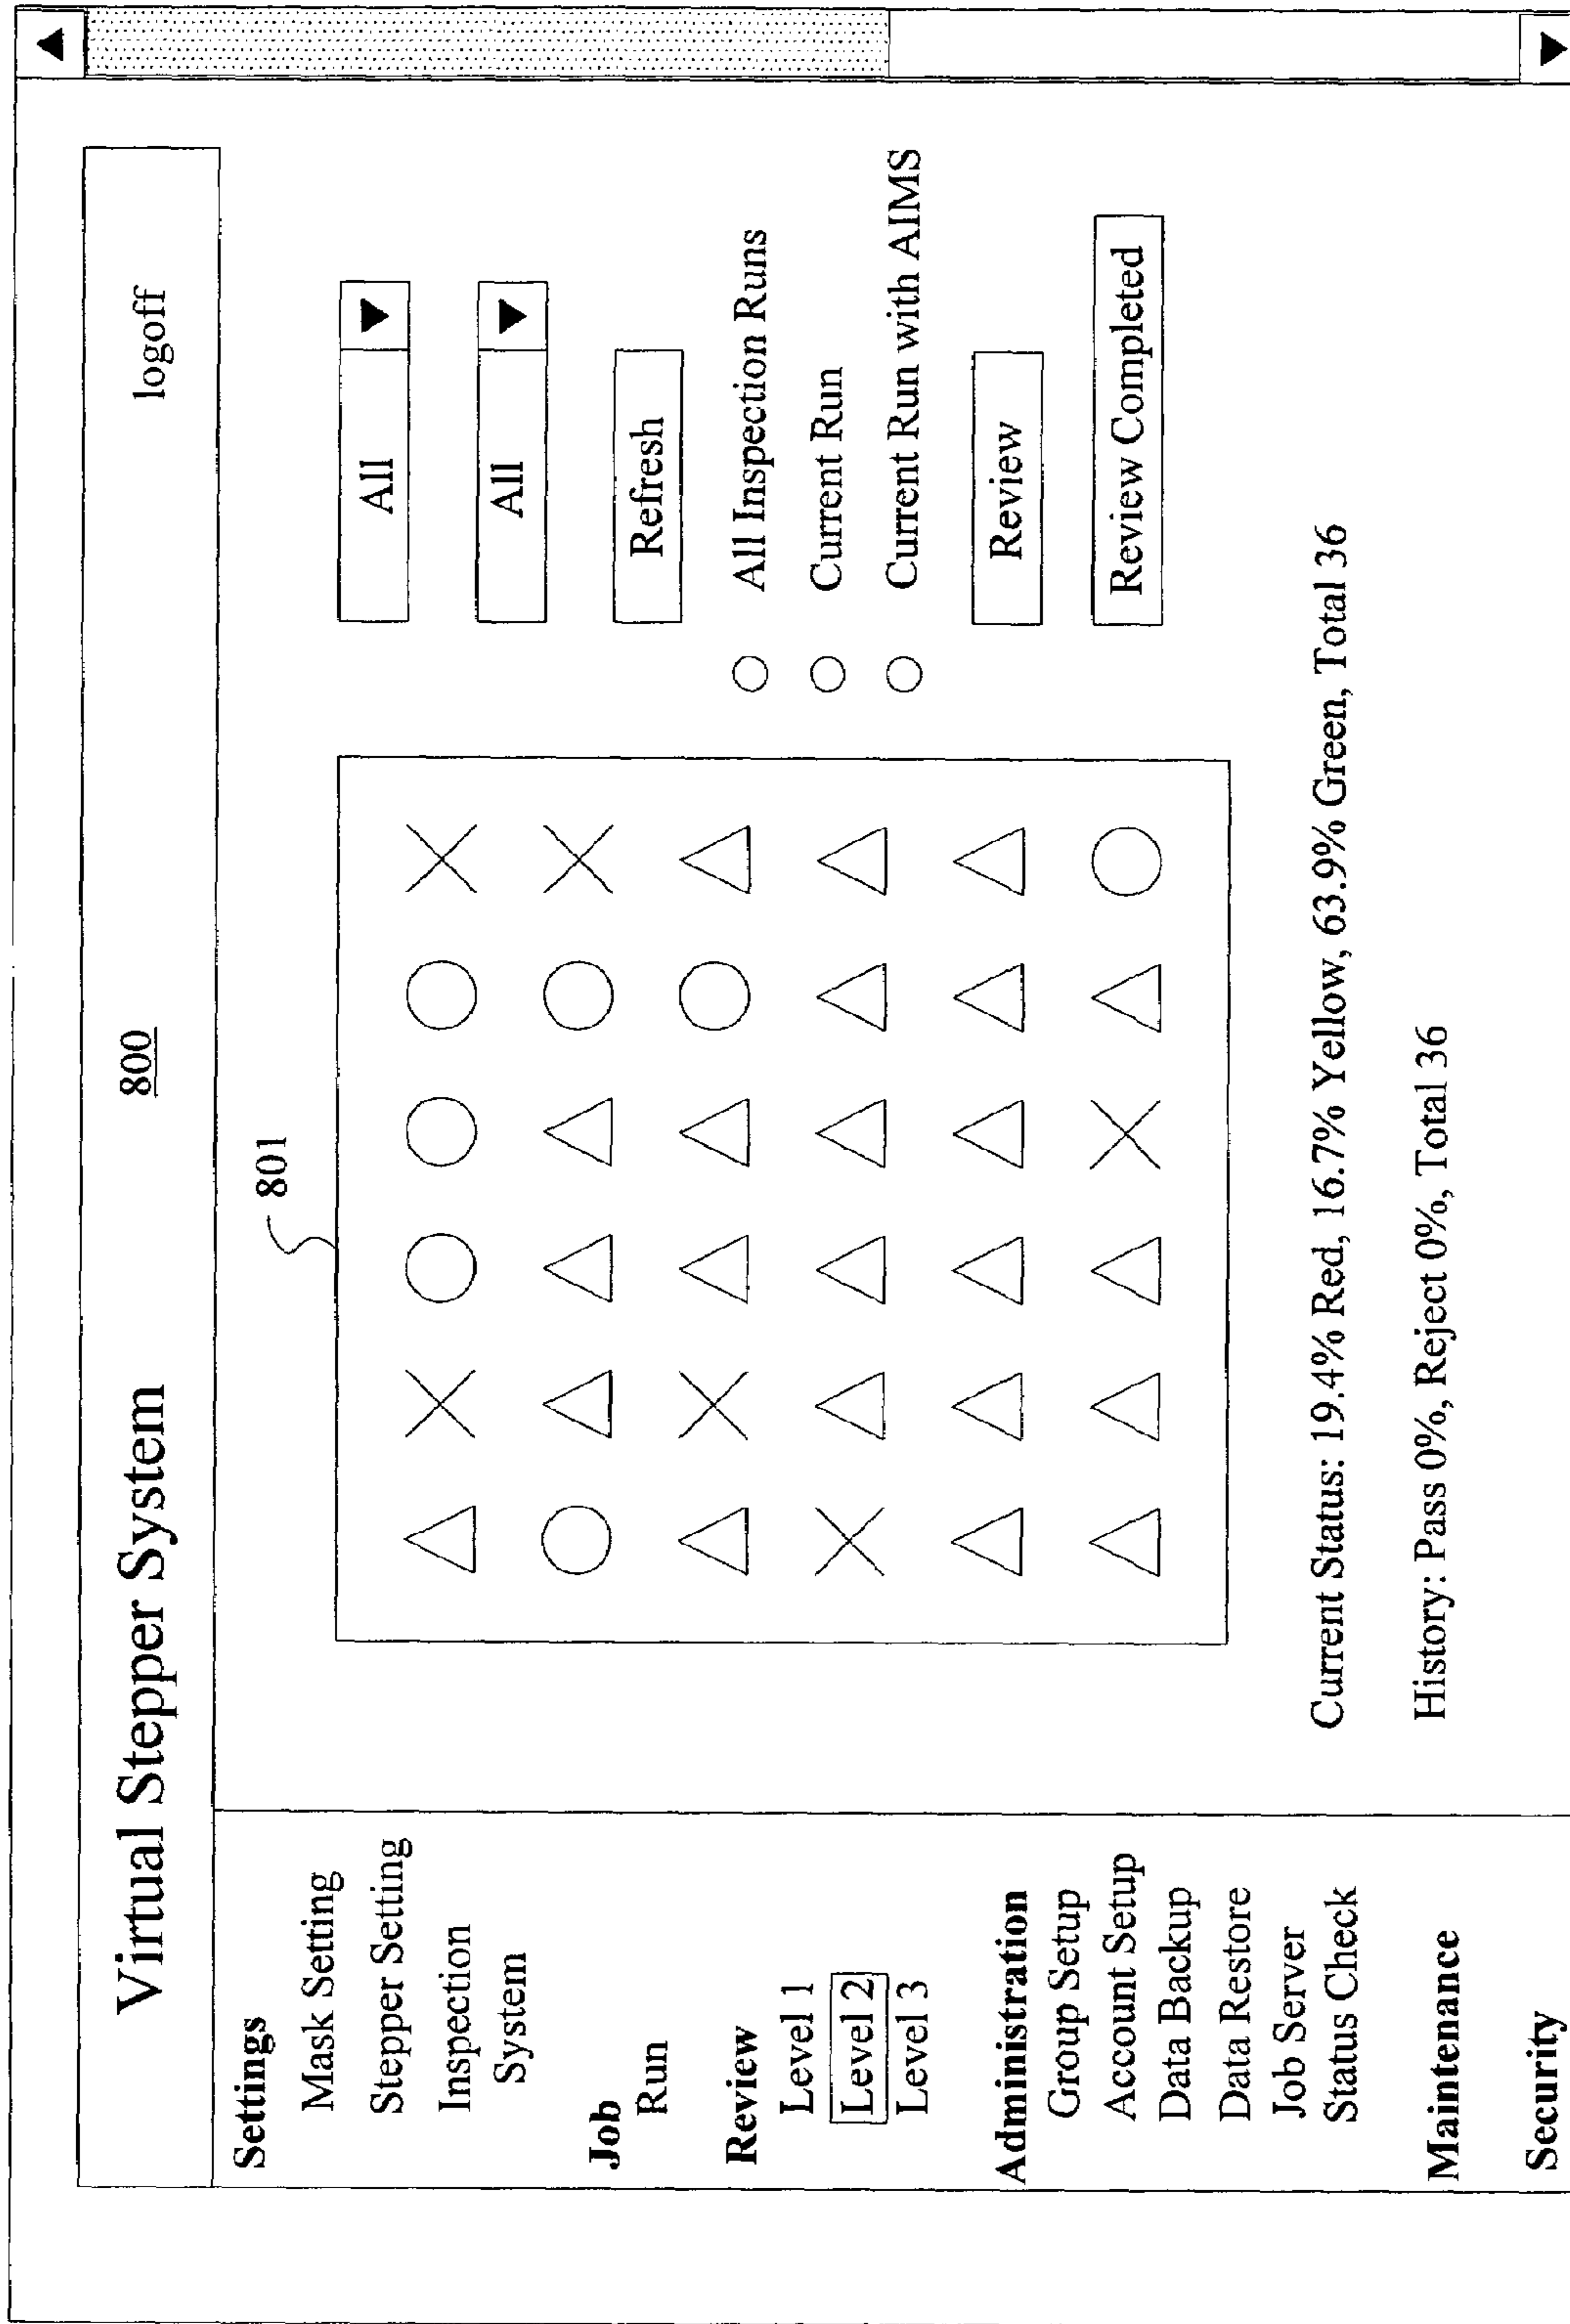 Virtual Stepper System
800
logoff
Settings
Mask Setting
Stepper Setting
Inspection
System
Job
Run
Review
Level 1
Level 2
Level 3
Administration
Group Setup
Account Setup
Data Backup
Data Restore
Job Server
Status Check
Maintenance
Security
801
All
All
Refresh
All Inspection Runs
Current Run
Current Run with AIMS
Review
Review Completed
Current Status: 19.4% Red, 16.7% Yellow, 63.9% Green, Total 36
History: Pass 0%, Reject 0%, Total 36